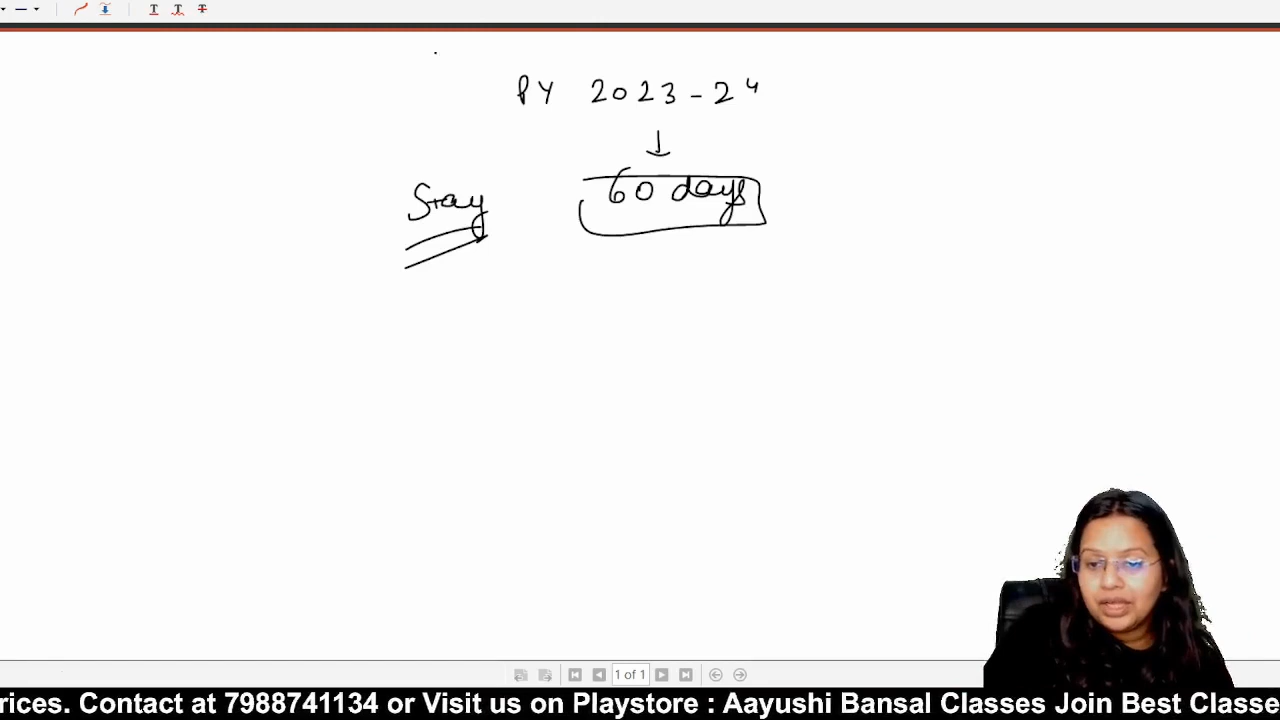 T T T
PY 2023-24
↓
Stay 60 days
1 of 1
rices. Contact at 7988741134 or Visit us on Playstore : Aayushi Bansal Classes Join Best Classe